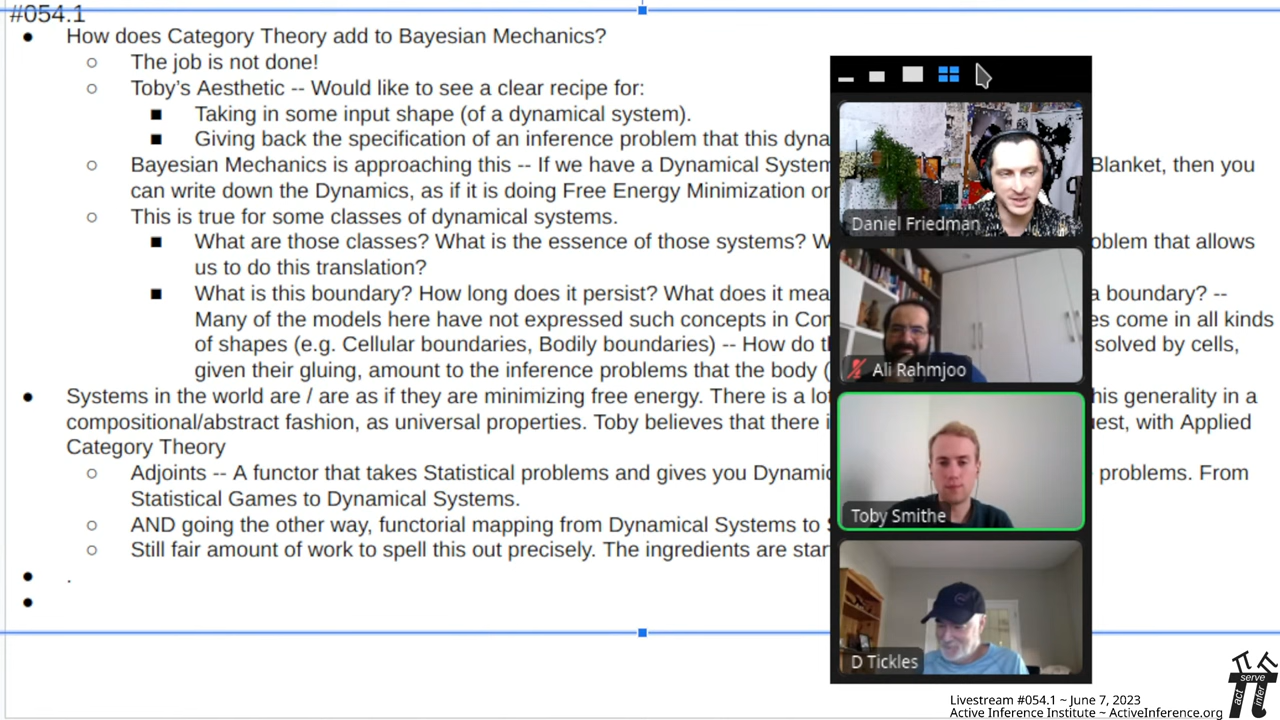 #054.1
● How does Category Theory add to Bayesian Mechanics?
○ The job is not done!
○ Toby's Aesthetic -- Would like to see a clear recipe for:
■ Taking in some input shape (of a dynamical system).
■ Giving back the specification of an inference problem that this dyna
○ Bayesian Mechanics is approaching this -- If we have a Dynamical System Blanket, then you
can write down the Dynamics, as if it is doing Free Energy Minimization or
○ This is true for some classes of dynamical systems.
■ What are those classes? What is the essence of those systems? W oblem that allows
us to do this translation?
■ What is this boundary? How long does it persist? What does it mea a boundary? --
Many of the models here have not expressed such concepts in Con es come in all kinds
of shapes (e.g. Cellular boundaries, Bodily boundaries) -- How do th solved by cells,
given their gluing, amount to the inference problems that the body (
● Systems in the world are / are as if they are minimizing free energy. There is a lot his generality in a
compositional/abstract fashion, as universal properties. Toby believes that there i uest, with Applied
Category Theory
○ Adjoints -- A functor that takes Statistical problems and gives you Dynamic problems. From
Statistical Games to Dynamical Systems.
○ AND going the other way, functorial mapping from Dynamical Systems to S
○ Still fair amount of work to spell this out precisely. The ingredients are star
● .
●
Daniel Friedman
Ali Rahmjoo
Toby Smithe
D Tickles
Livestream #054.1 ~ June 7, 2023
Active Inference Institute ~ ActiveInference.org
act
serve
infer